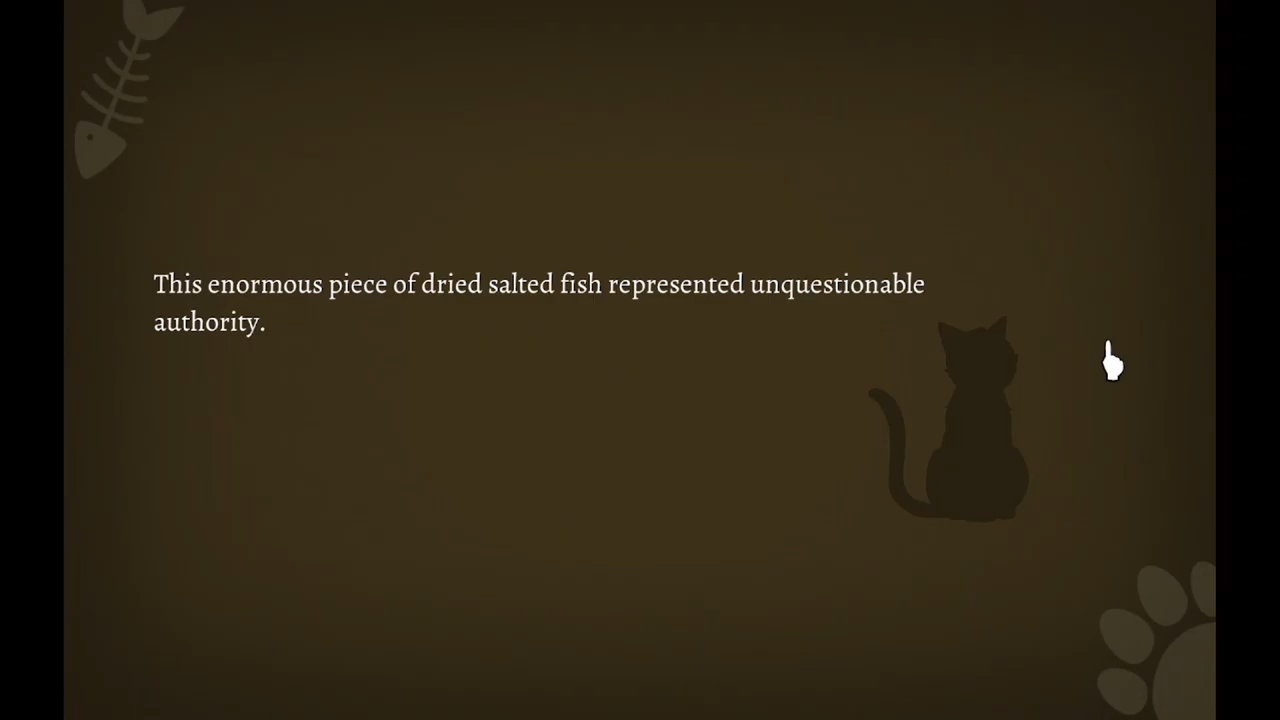 This enormous piece of dried salted fish represented unquestionable
authority.